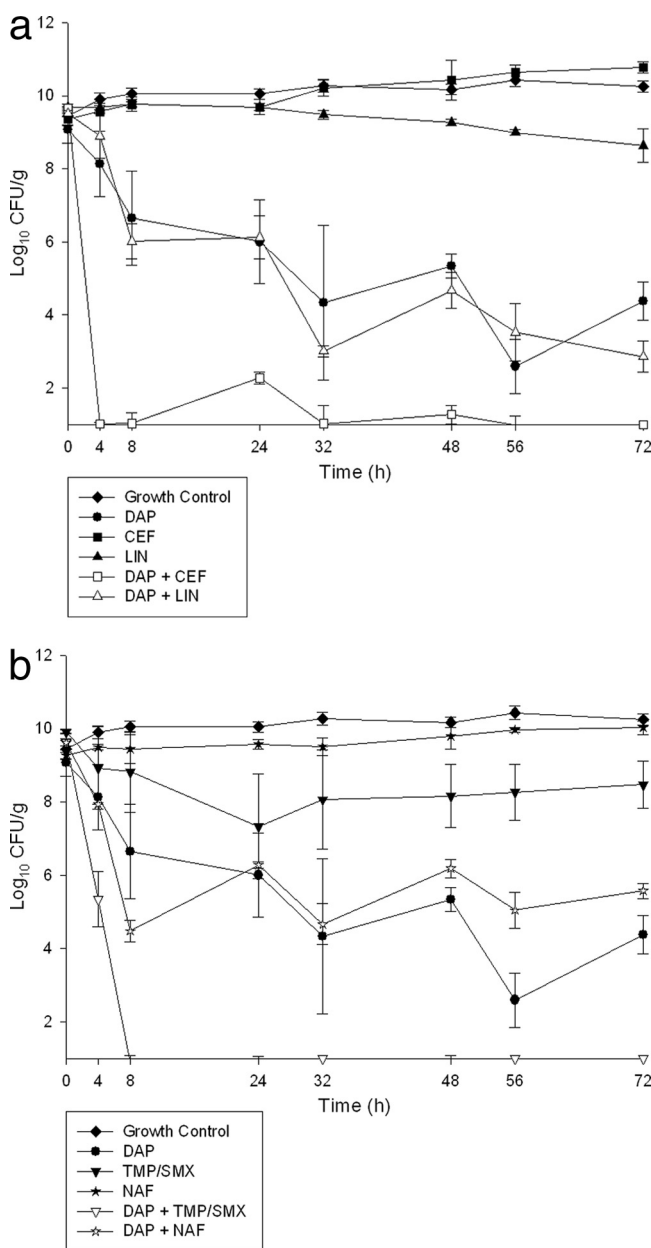 a
12
10
8
6
4
2
Log10 CFU/g
0 4 8 24 32 48 56 72
Time (h)
Growth Control
DAP
CEF
LIN
DAP + CEF
DAP + LIN
b
12
10
8
6
4
2
Log10 CFU/g
0 4 8 24 32 48 56 72
Time (h)
Growth Control
DAP
TMP/SMX
NAF
DAP + TMP/SMX
DAP + NAF